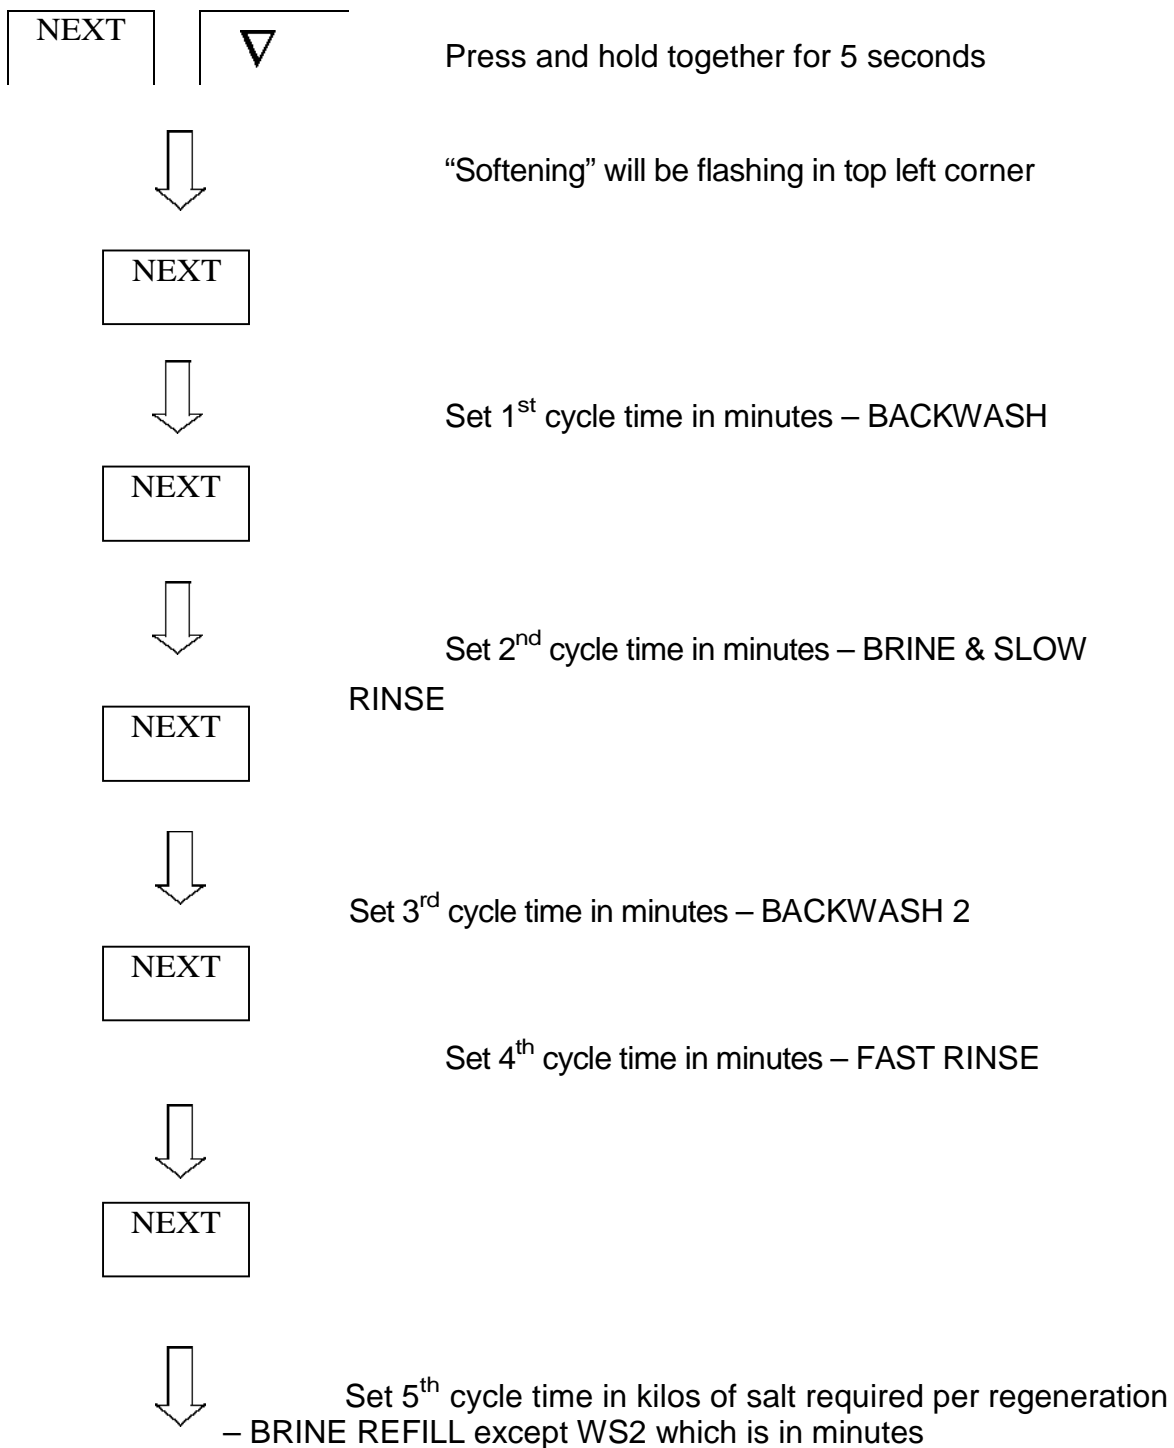 NEXT ∇
Press and hold together for 5 seconds
“Softening” will be flashing in top left corner
NEXT
Set 1st cycle time in minutes – BACKWASH
NEXT
Set 2nd cycle time in minutes – BRINE & SLOW
RINSE
NEXT
Set 3rd cycle time in minutes – BACKWASH 2
NEXT
Set 4th cycle time in minutes – FAST RINSE
NEXT
Set 5th cycle time in kilos of salt required per regeneration
– BRINE REFILL except WS2 which is in minutes